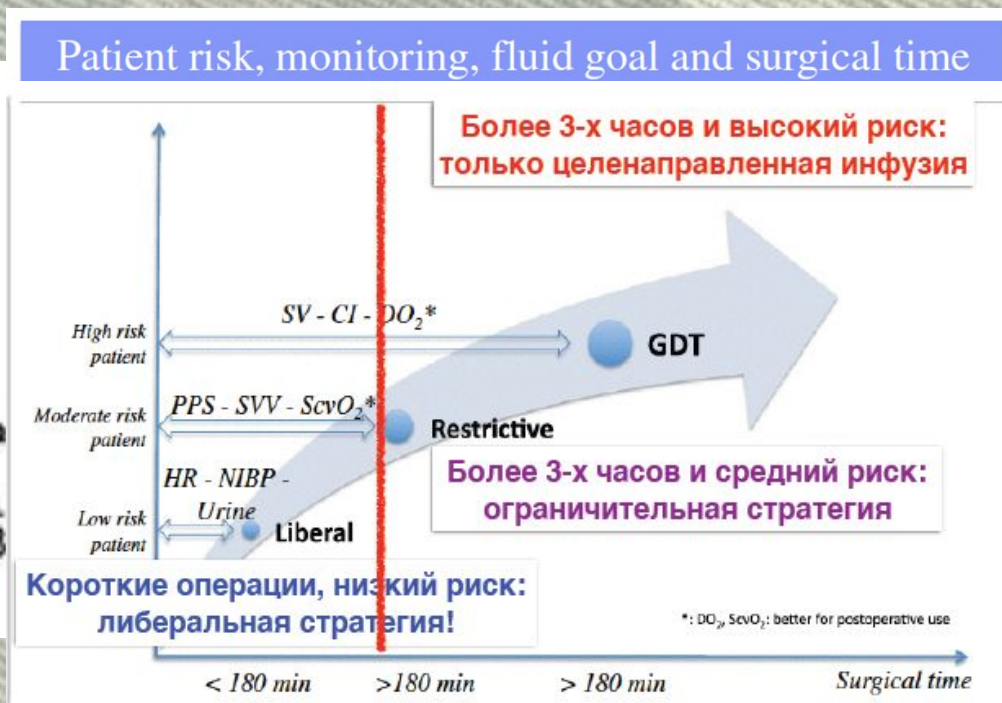 Patient risk, monitoring, fluid goal and surgical time
Более 3-х часов и высокий риск:
только целенаправленная инфузия
SV - CI - DO₂*
High risk
patient
GDT
PPS - SVV - ScvO₂*
Moderate risk
patient
Restrictive
Более 3-х часов и средний риск:
ограничительная стратегия
HR - NIBP -
Urine
Low risk
patient
Liberal
Короткие операции, низкий риск:
либеральная стратегия!
*: DO₂, ScvO₂: better for postoperative use
< 180 min >180 min > 180 min Surgical time